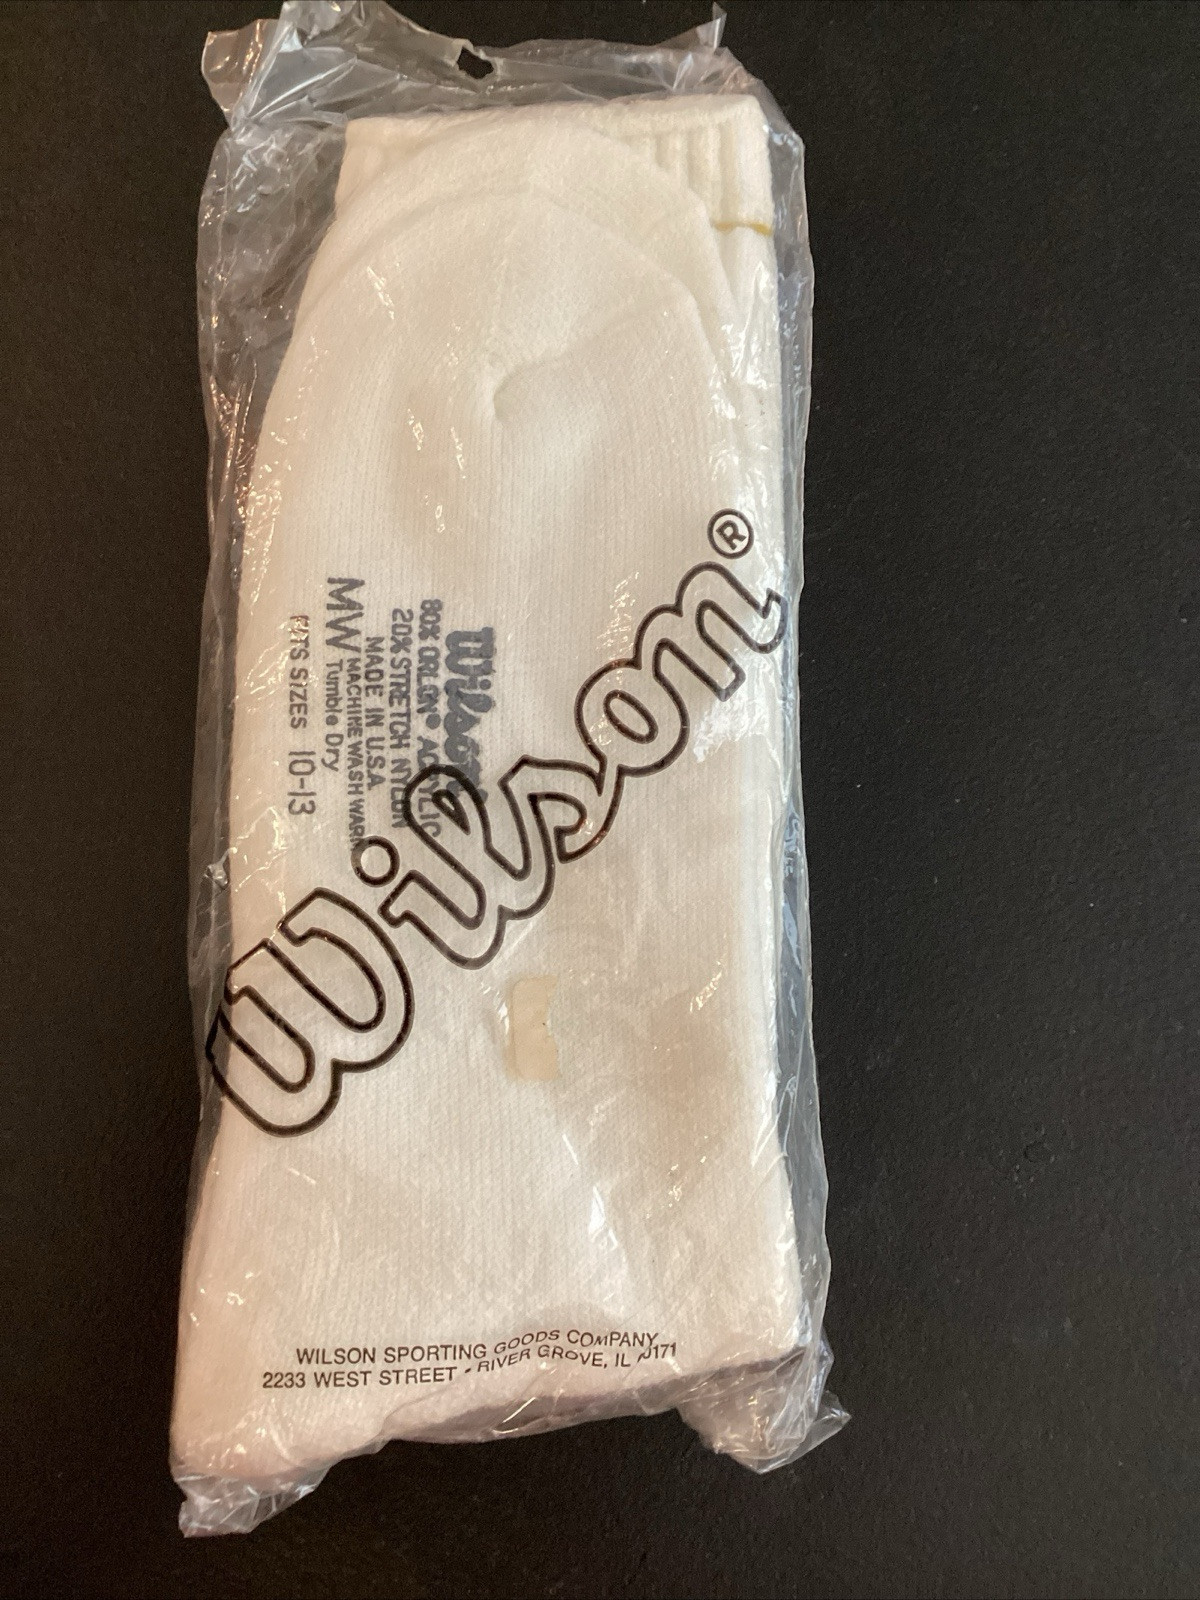 Wilson®
Wilson
80% ORLON® ACRYLIC
20% STRETCH NYLON
MADE IN U.S.A.
MW MACHINE WASH WARM
Tumble Dry
FITS SIZES 10-13
WILSON SPORTING GOODS COMPANY
2233 WEST STREET - RIVER GROVE, IL